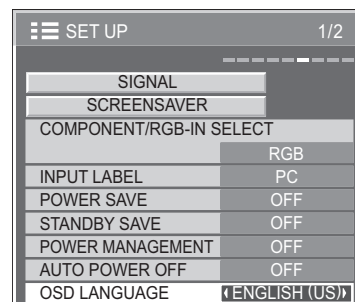 SET UP 1/2
SIGNAL
SCREENSAVER
COMPONENT/RGB-IN SELECT
RGB
INPUT LABEL PC
POWER SAVE OFF
STANDBY SAVE OFF
POWER MANAGEMENT OFF
AUTO POWER OFF OFF
OSD LANGUAGE ENGLISH (US)